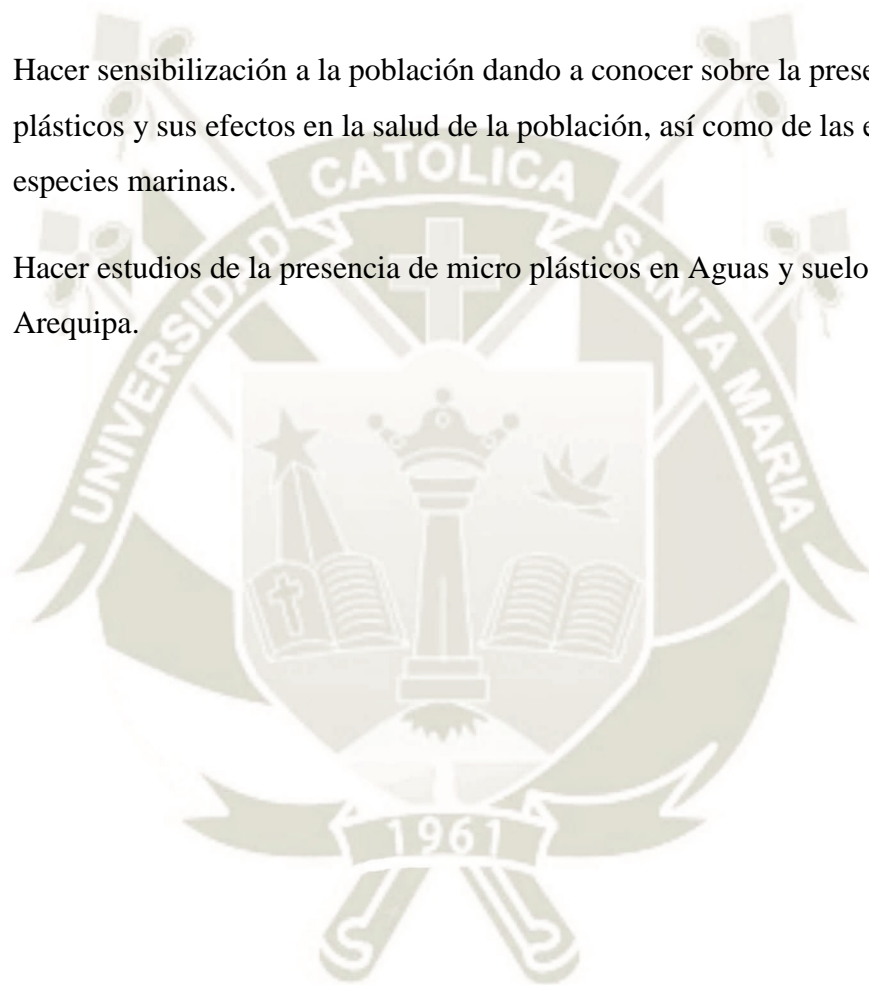 Hacer sensibilización a la población dando a conocer sobre la
plásticos y sus efectos en la salud de la población, así como de las
especies marinas.
Hacer estudios de la presencia de micro plásticos en Aguas y suelo
Arequipa.
UNIVERSIDAD CATOLICA SANTA MARIA
1961